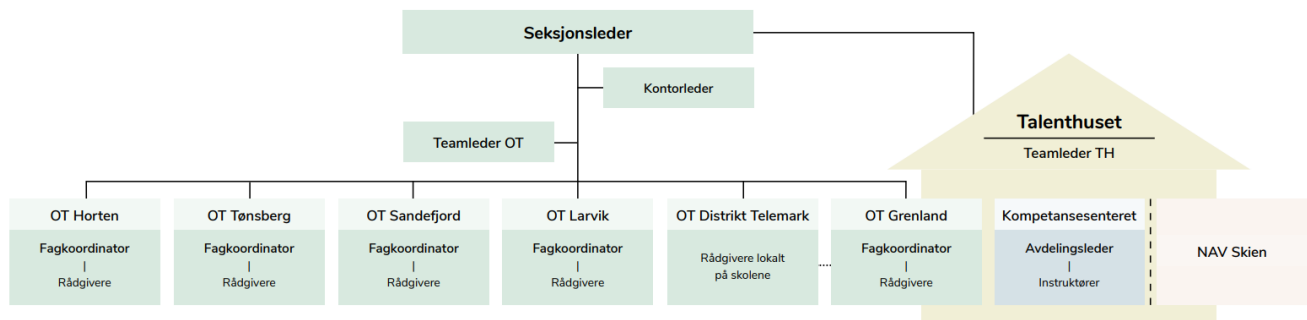 Seksjonsleder
Kontorleder
Teamleder OT
Talenthuset
Teamleder TH
OT Horten
Fagkoordinator
Rådgivere
OT Tønsberg
Fagkoordinator
Rådgivere
OT Sandefjord
Fagkoordinator
Rådgivere
OT Larvik
Fagkoordinator
Rådgivere
OT Distrikt Telemark
Rådgivere lokalt
på skolene
OT Grenland
Fagkoordinator
Rådgivere
Kompetansesenteret
Avdelingsleder
Instruktører
NAV Skien